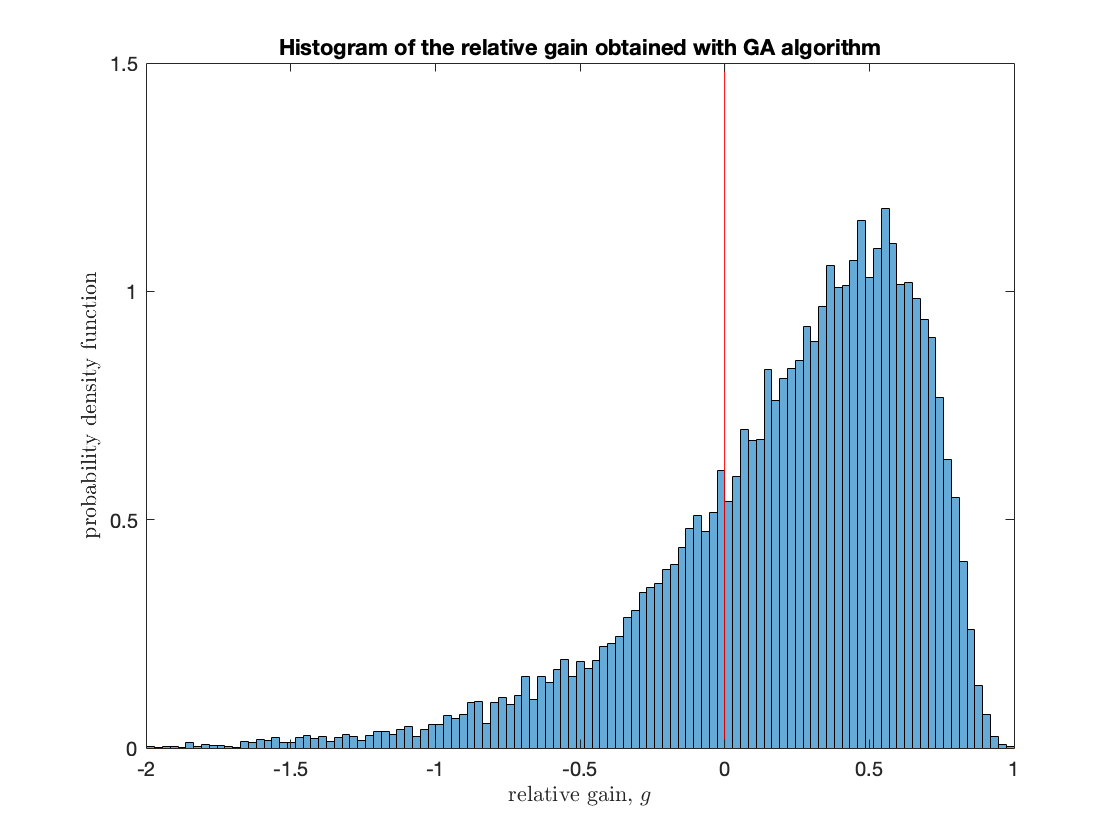 Histogram of the relative gain obtained with GA algorithm
1.5
1
0.5
0
probability density function
-2 -1.5 -1 -0.5 0 0.5 1
relative gain, g